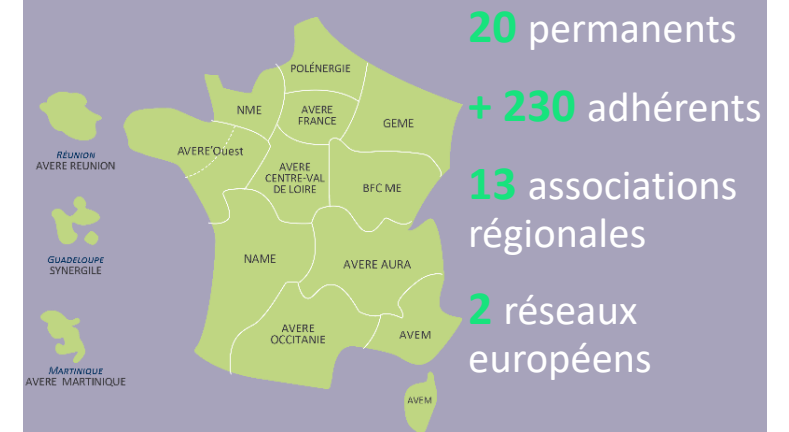 20 permanents
+ 230 adhérents
13 associations
régionales
2 réseaux
européens
POLÉNERGIE
NME
AVERE
FRANCE
GEME
AVERE'Ouest
AVERE
CENTRE-VAL
DE LOIRE
BFC ME
NAME
AVERE AURA
AVERE
OCCITANIE
AVEM
AVEM
RÉUNION
AVERE REUNION
GUADELOUPE
SYNERGILE
MARTINIQUE
AVERE MARTINIQUE